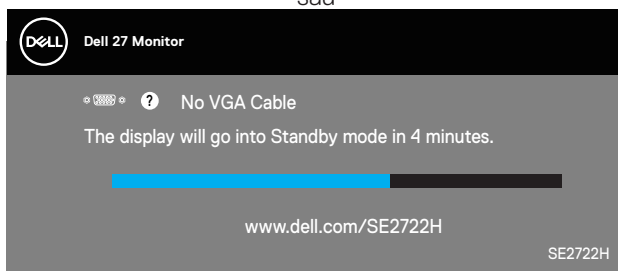 sau
DELL
Dell 27 Monitor
? No VGA Cable
The display will go into Standby mode in 4 minutes.
www.dell.com/SE2722H
SE2722H